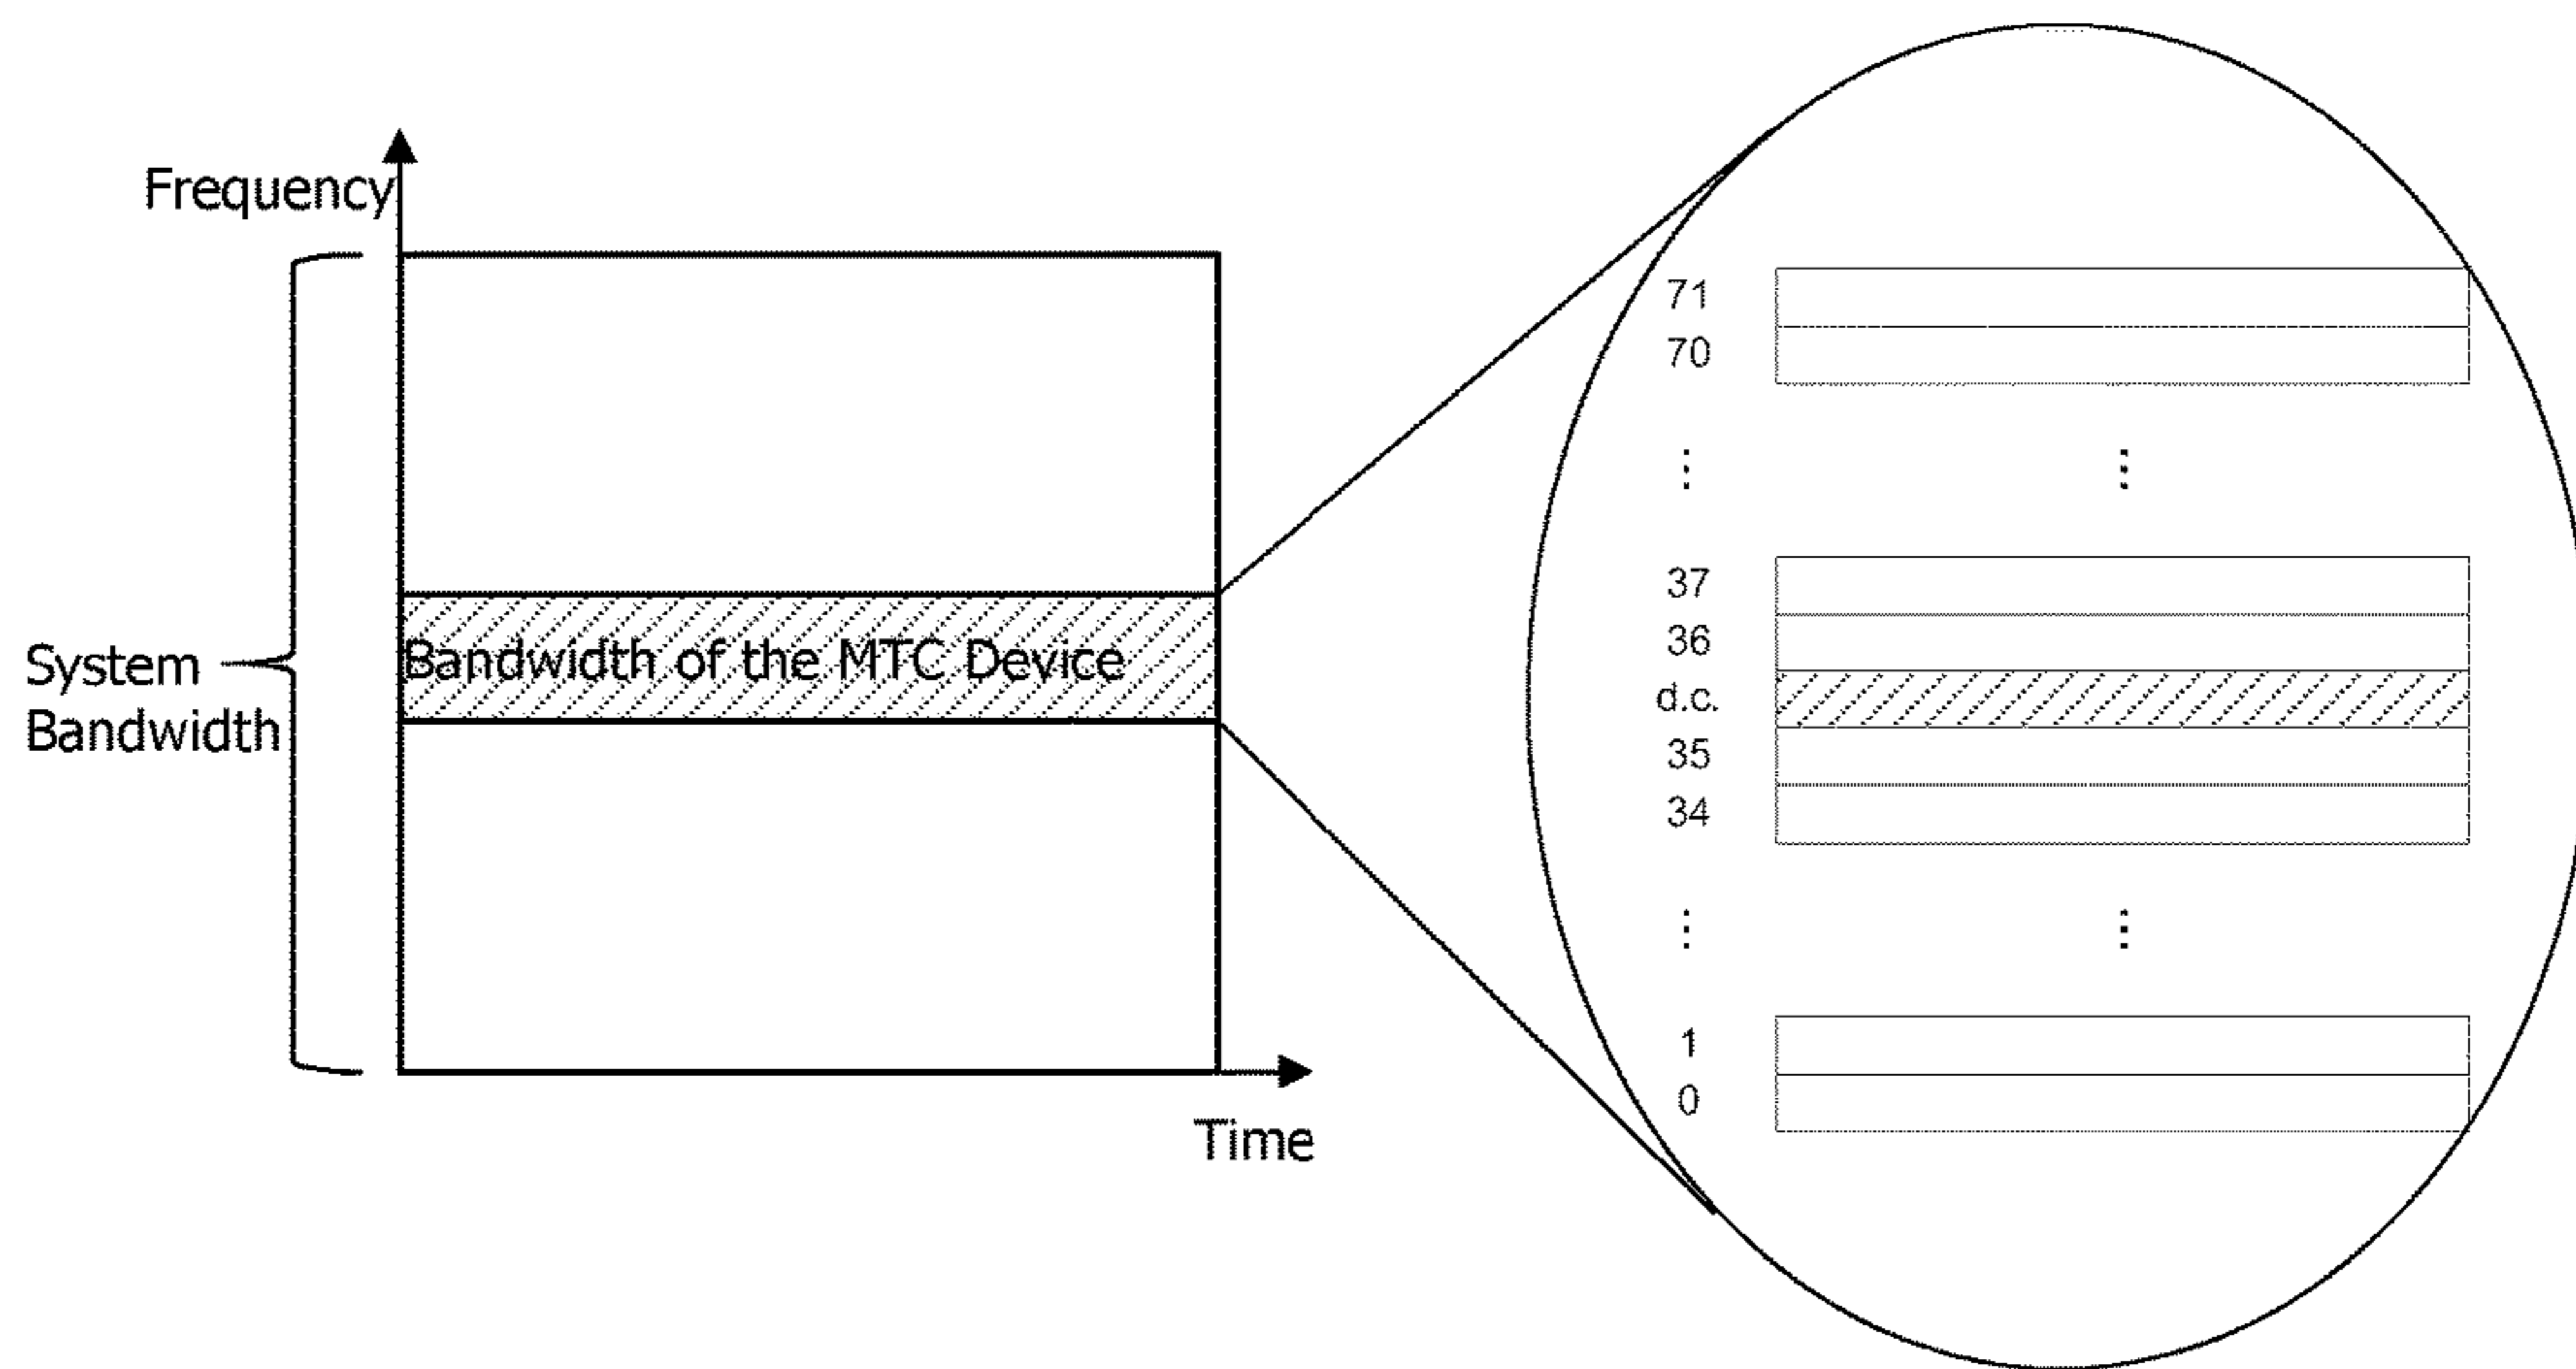 Frequency
System
Bandwidth
Bandwidth of the MTC Device
Time
71
70
⋮ ⋮
37
36
d.c.
35
34
⋮ ⋮
1
0